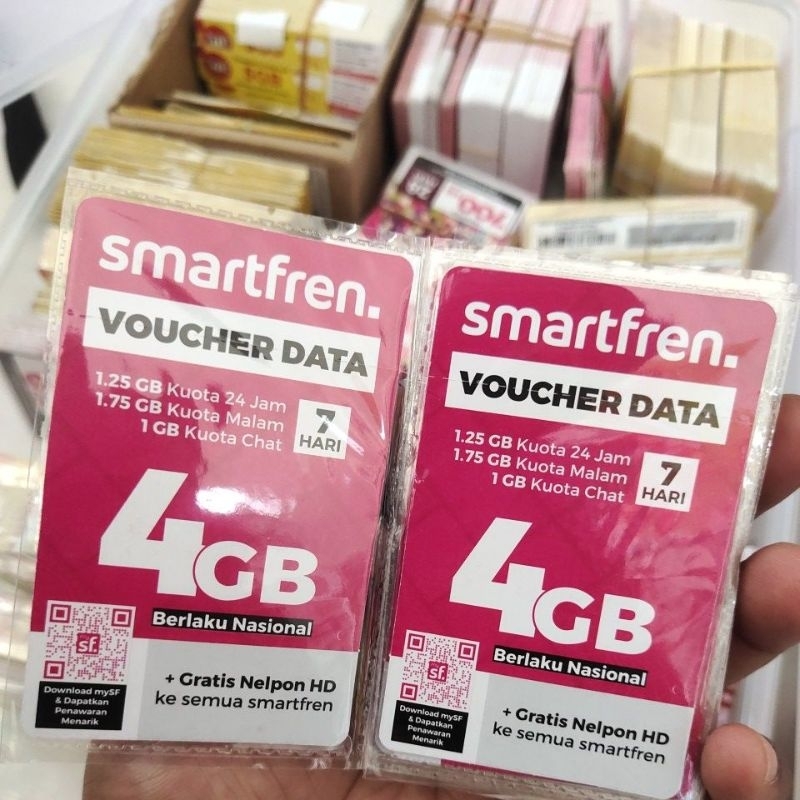 smartfren.
VOUCHER DATA
1.25 GB Kuota 24 Jam
1.75 GB Kuota Malam
1 GB Kuota Chat
7
HARI
4GB
Berlaku Nasional
sf.
Download mySF
& Dapatkan
Penawaran
Menarik
+ Gratis Nelpon HD
ke semua smartfren
smartfren.
VOUCHER DATA
1.25 GB Kuota 24 Jam
1.75 GB Kuota Malam
1 GB Kuota Chat
7
HARI
4GB
Berlaku Nasional
sf.
Download mySF
& Dapatkan
Penawaran
Menarik
+ Gratis Nelpon HD
ke semua smartfren